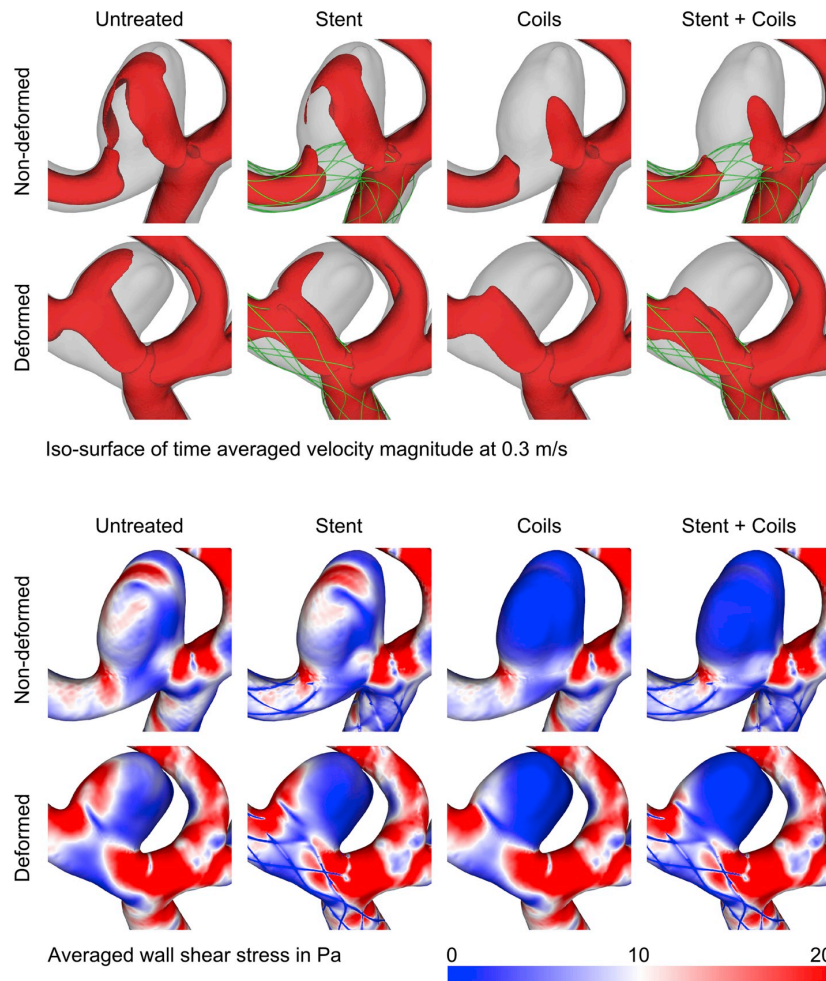 Untreated Stent Coils Stent + Coils
Non-deformed
Deformed
Iso-surface of time averaged velocity magnitude at 0.3 m/s
Untreated Stent Coils Stent + Coils
Non-deformed
Deformed
Averaged wall shear stress in Pa
0 10 20